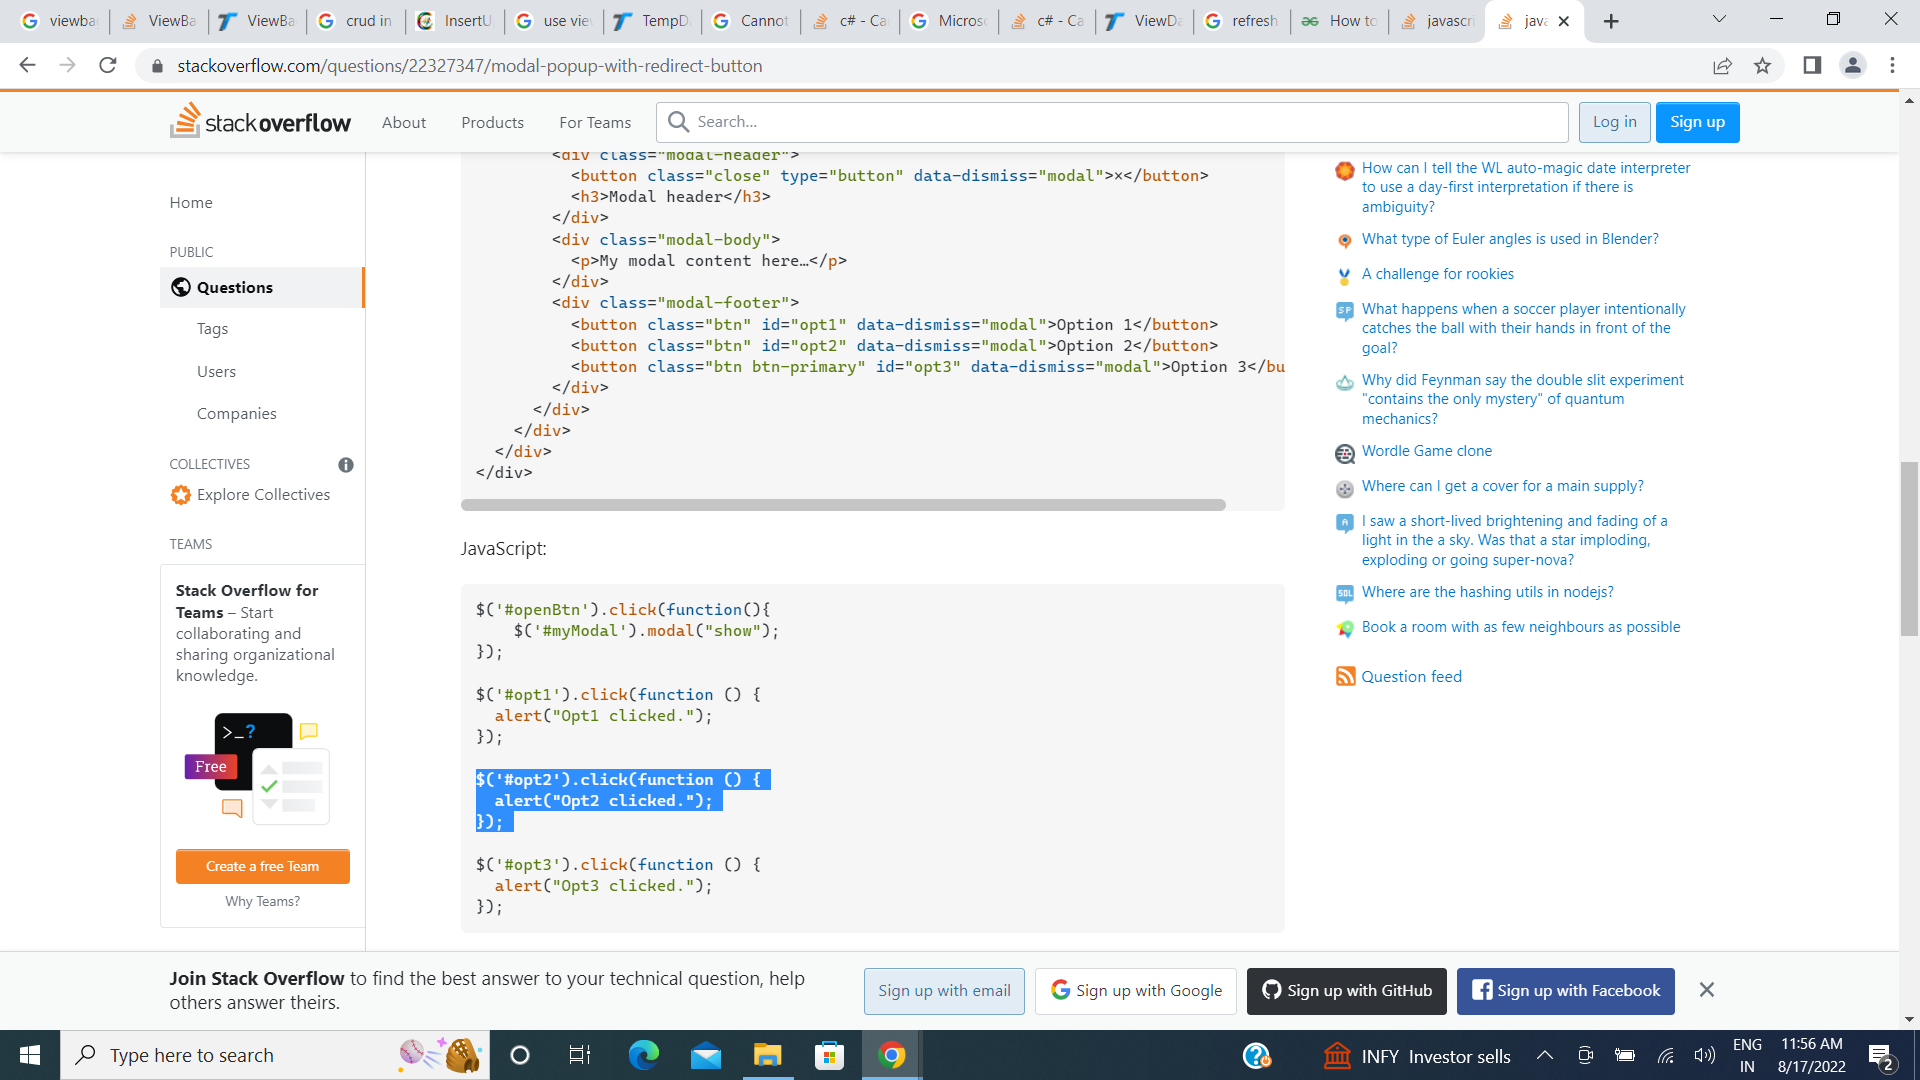 viewba
ViewBa
ViewBa
crud in
InsertU
use vie
TempDa
Cannot
c# - Ca
Microso
c# - Ca
ViewDa
refresh
How to
javascri
java
stackoverflow.com/questions/22327347/modal-popup-with-redirect-button
stackoverflow
About
Products
For Teams
Search...
Log in
Sign up
Home
PUBLIC
Questions
Tags
Users
Companies
COLLECTIVES
Explore Collectives
TEAMS
Stack Overflow for
Teams – Start
collaborating and
sharing organizational
knowledge.
>_?
Free
Create a free Team
Why Teams?
<div class="modal-header">
<button class="close" type="button" data-dismiss="modal">×</button>
<h3>Modal header</h3>
</div>
<div class="modal-body">
<p>My modal content here…</p>
</div>
<div class="modal-footer">
<button class="btn" id="opt1" data-dismiss="modal">Option 1</button>
<button class="btn" id="opt2" data-dismiss="modal">Option 2</button>
<button class="btn btn-primary" id="opt3" data-dismiss="modal">Option 3</bu
</div>
</div>
</div>
</div>
</div>
JavaScript:
$('#openBtn').click(function(){
$('#myModal').modal("show");
});
$('#opt1').click(function () {
alert("Opt1 clicked.");
});
$('#opt2').click(function () {
alert("Opt2 clicked.");
});
$('#opt3').click(function () {
alert("Opt3 clicked.");
});
How can I tell the WL auto-magic date interpreter
to use a day-first interpretation if there is
ambiguity?
What type of Euler angles is used in Blender?
A challenge for rookies
What happens when a soccer player intentionally
catches the ball with their hands in front of the
goal?
Why did Feynman say the double slit experiment
"contains the only mystery" of quantum
mechanics?
Wordle Game clone
Where can I get a cover for a main supply?
I saw a short-lived brightening and fading of a
light in the a sky. Was that a star imploding,
exploding or going super-nova?
Where are the hashing utils in nodejs?
Book a room with as few neighbours as possible
Question feed
Join Stack Overflow to find the best answer to your technical question, help
others answer theirs.
Sign up with email
Sign up with Google
Sign up with GitHub
Sign up with Facebook
Type here to search
INFY Investor sells
ENG
IN
11:56 AM
8/17/2022
2